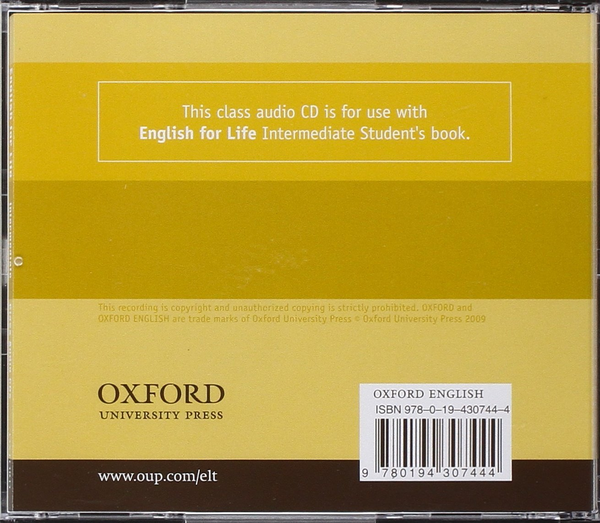 This class audio CD is for use with
English for Life Intermediate Student's book.
This recording is copyright and unauthorized copying is strictly prohibited. OXFORD and
OXFORD ENGLISH are trade marks of Oxford University Press © Oxford University Press 2009
OXFORD
UNIVERSITY PRESS
OXFORD ENGLISH
ISBN 978-0-19-430744-4
9 780194 307444
www.oup.com/elt